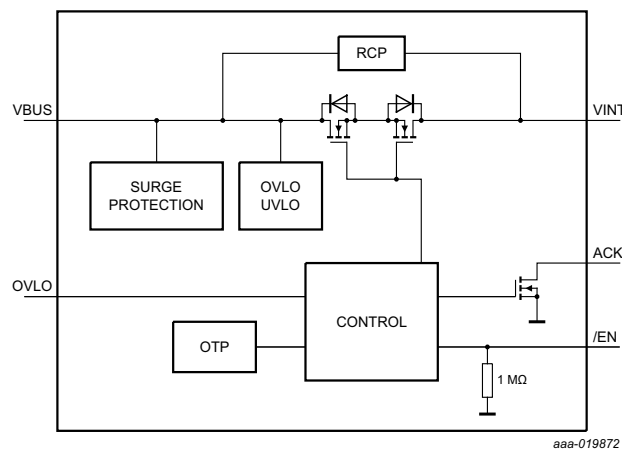 RCP
VBUS
VINT
SURGE
PROTECTION
OVLO
UVLO
ACK
OVLO
CONTROL
OTP
/EN
1 MΩ
aaa-019872